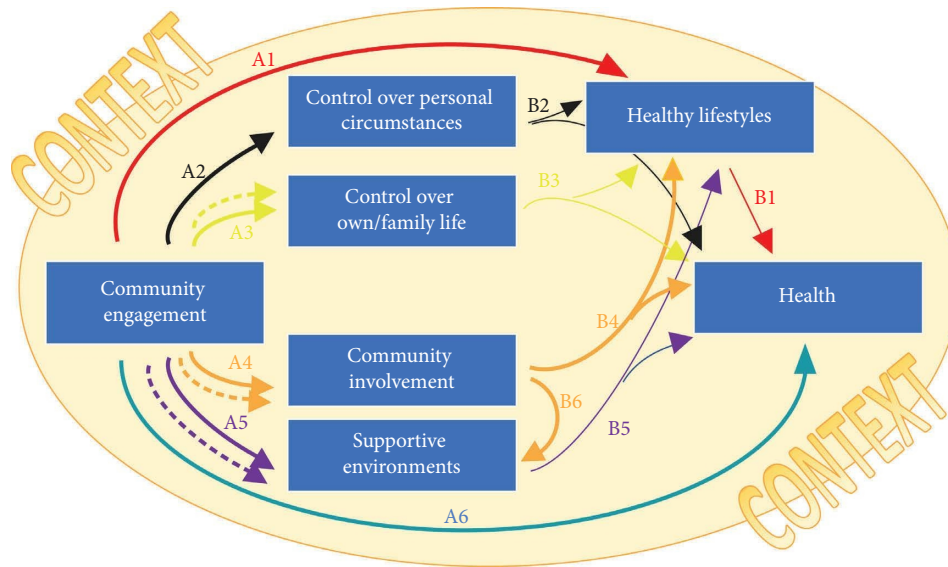 CONTEXT
A1
Control over personal
circumstances
B2
Healthy lifestyles
A2
Control over
own/family life
B3
A3
B1
Community
engagement
Health
A4
Community
involvement
B4
B6
A5
Supportive
environments
B5
A6
CONTEXT